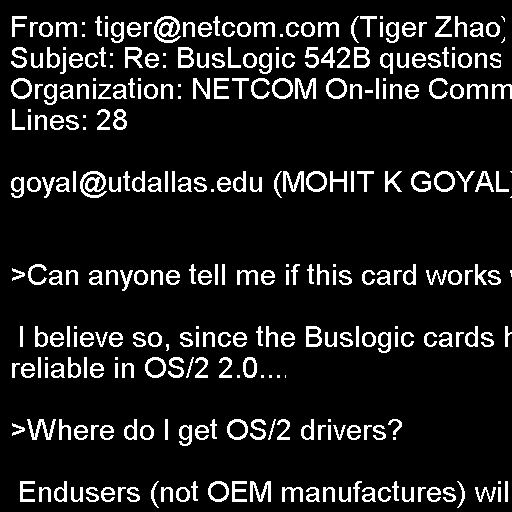 From: tiger@netcom.com (Tiger Zhao)
Subject: Re: BusLogic 542B questions
Organization: NETCOM On-line Comm
Lines: 28
goyal@utdallas.edu (MOHIT K GOYAL)
>Can anyone tell me if this card works
I believe so, since the Buslogic cards
reliable in OS/2 2.0....
>Where do I get OS/2 drivers?
Endusers (not OEM manufactures) wil